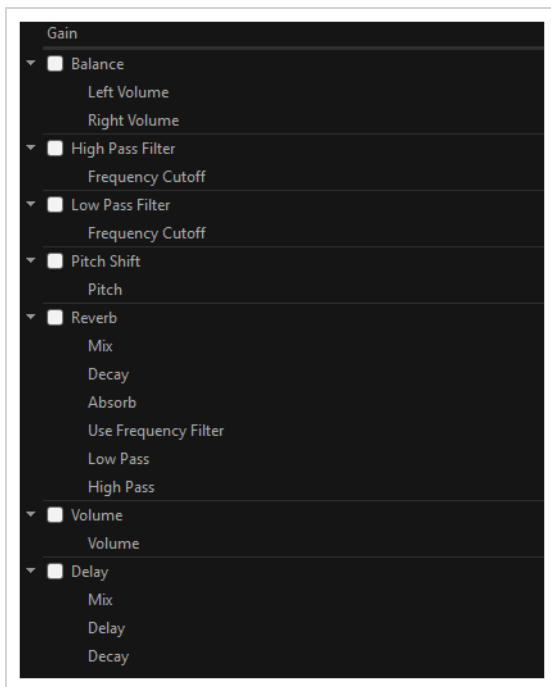 Gain
Balance
Left Volume
Right Volume
High Pass Filter
Frequency Cutoff
Low Pass Filter
Frequency Cutoff
Pitch Shift
Pitch
Reverb
Mix
Decay
Absorb
Use Frequency Filter
Low Pass
High Pass
Volume
Volume
Delay
Mix
Delay
Decay